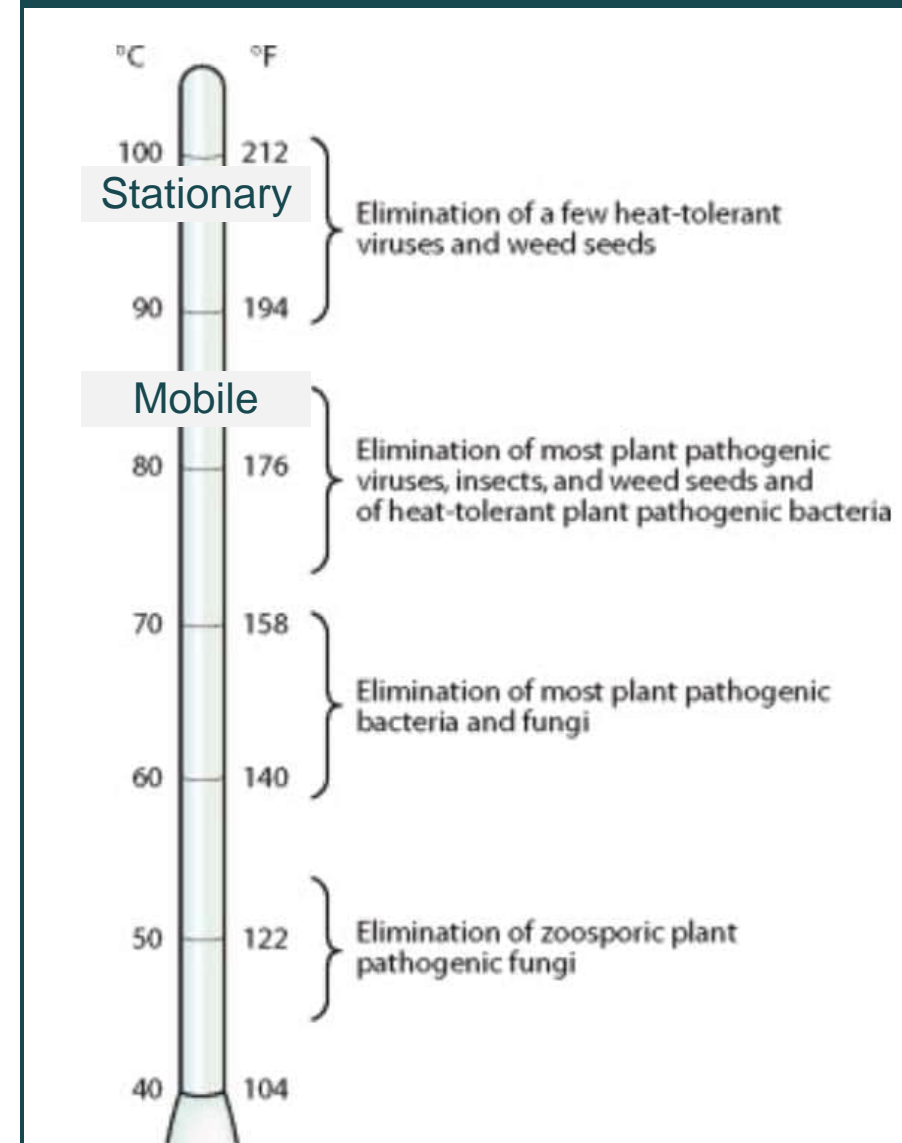 °C °F
100 212
Stationary
Elimination of a few heat-tolerant
viruses and weed seeds
90 194
Mobile
Elimination of most plant pathogenic
viruses, insects, and weed seeds and
of heat-tolerant plant pathogenic bacteria
80 176
70 158
Elimination of most plant pathogenic
bacteria and fungi
60 140
Elimination of zoosporic plant
pathogenic fungi
50 122
40 104